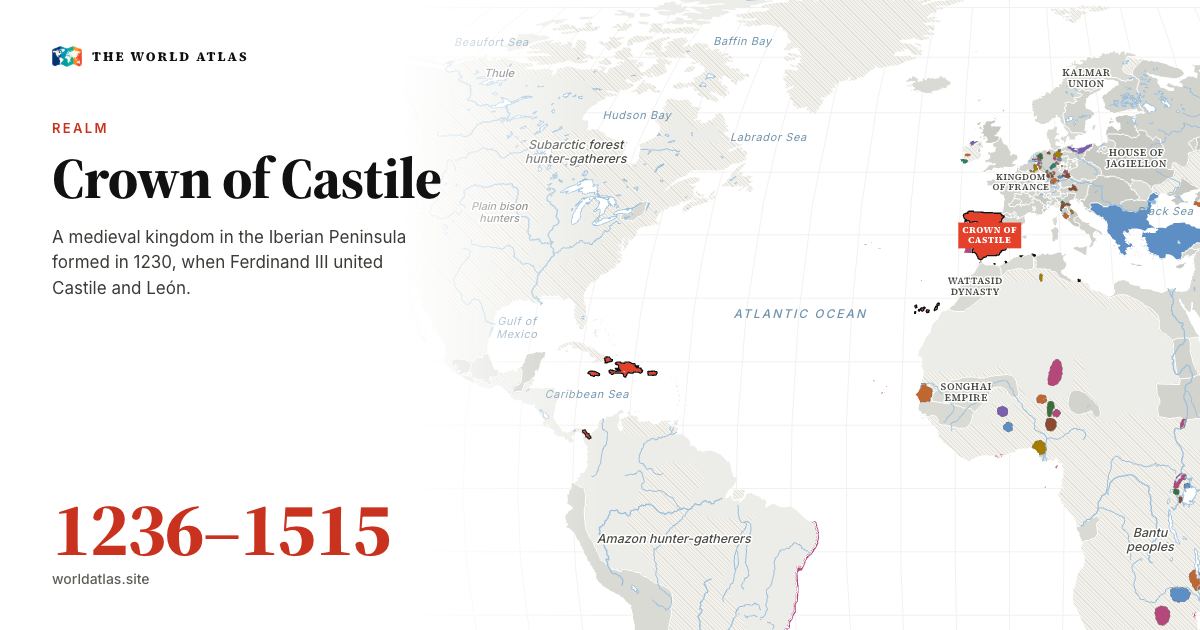 THE WORLD ATLAS
REALM
Crown of Castile
A medieval kingdom in the Iberian Peninsula
formed in 1230, when Ferdinand III united
Castile and León.
1236–1515
worldatlas.site
Beaufort Sea
Baffin Bay
Thule
Hudson Bay
Labrador Sea
Subarctic forest
hunter-gatherers
Plain bison
hunters
Gulf of
Mexico
ATLANTIC OCEAN
Caribbean Sea
Amazon hunter-gatherers
KALMAR
UNION
HOUSE OF
JAGIELLON
KINGDOM
OF FRANCE
Black Sea
CROWN OF
CASTILE
WATTASID
DYNASTY
SONGHAI
EMPIRE
Bantu
peoples